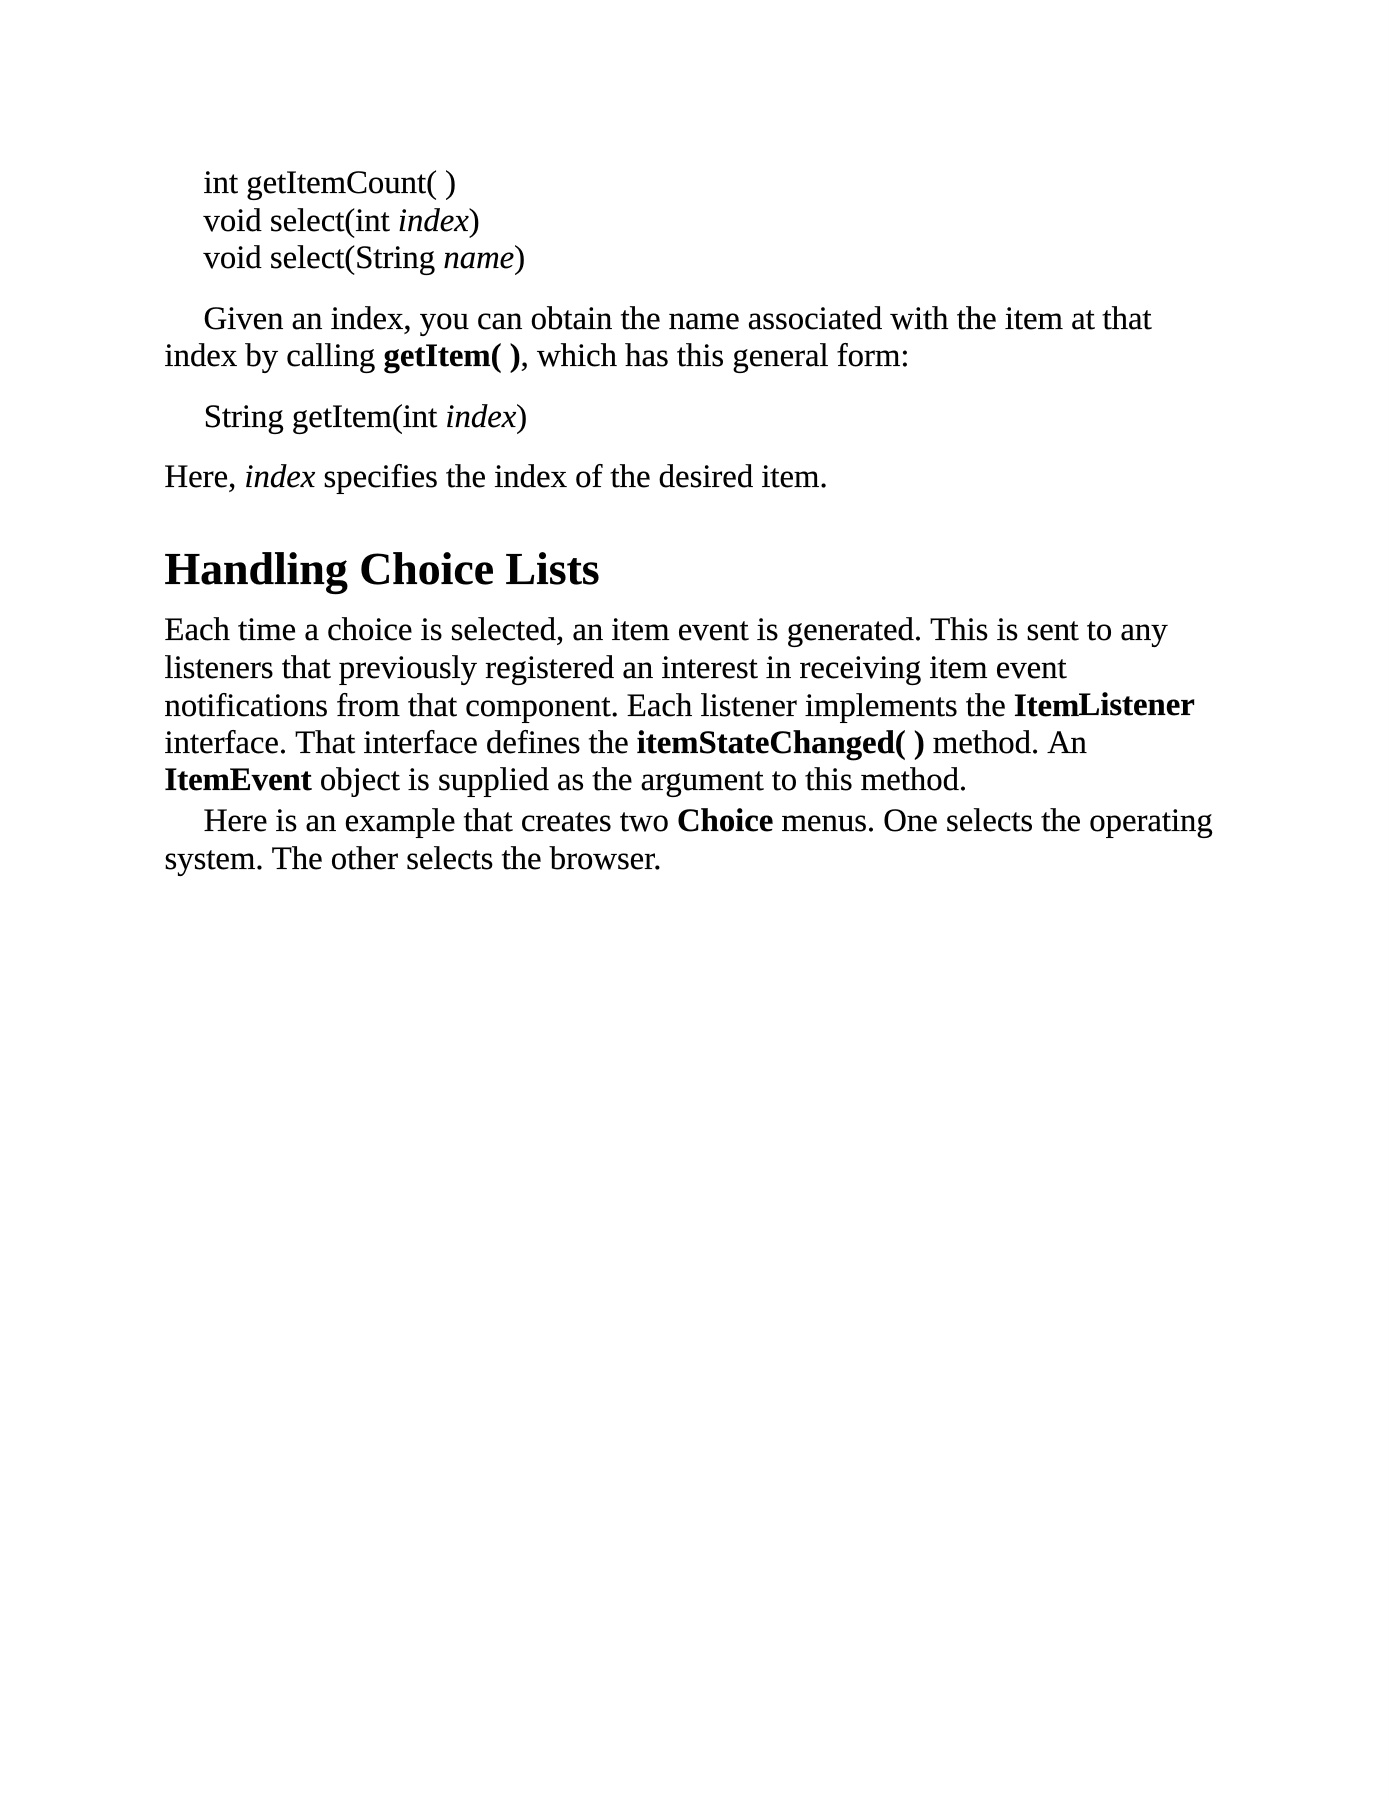 int getItemCount( )
void select(int index)
void select(String name)
Given an index, you can obtain the name associated with the item at that
index by calling getItem( ), which has this general form:
String getItem(int index)
Here, index specifies the index of the desired item.
Handling Choice Lists
Each time a choice is selected, an item event is generated. This is sent to any
listeners that previously registered an interest in receiving item event
notifications from that component. Each listener implements the ItemListener
interface. That interface defines the itemStateChanged( ) method. An
ItemEvent object is supplied as the argument to this method.
Here is an example that creates two Choice menus. One selects the operating
system. The other selects the browser.